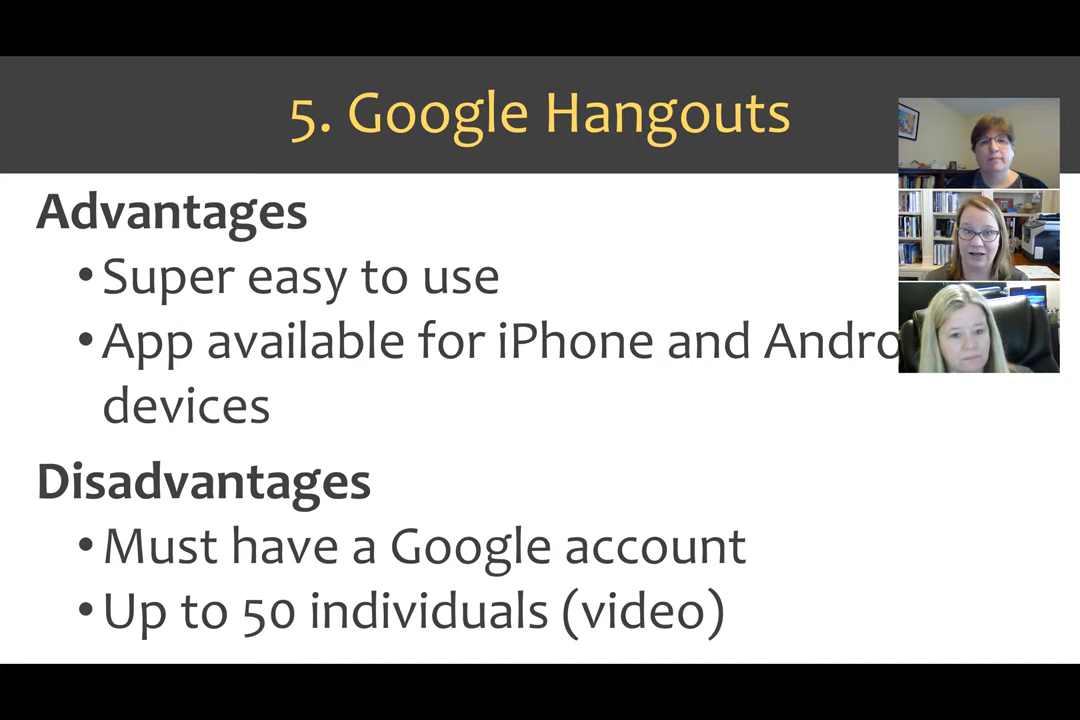 5. Google Hangouts
Advantages
•Super easy to use
•App available for iPhone and Andro
devices
Disadvantages
•Must have a Google account
•Up to 50 individuals (video)